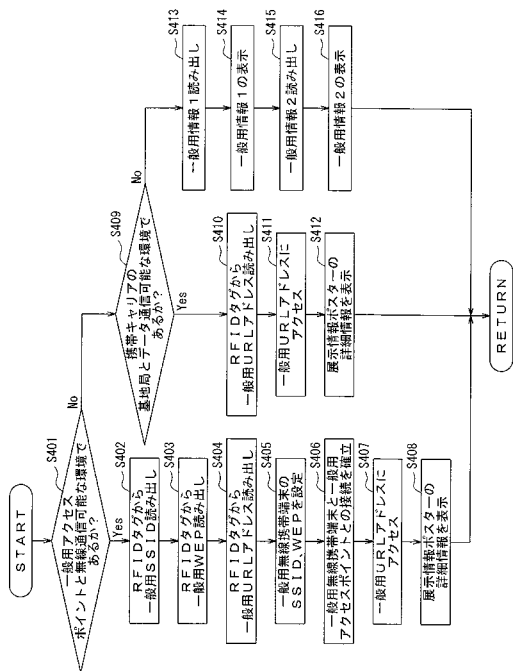 START
S401
一般用アクセス
ポイントと無線通信可能な環境で
あるか?
Yes
No
S402
RFIDタグから
一般用SSID読み出し
S403
RFIDタグから
一般用WEP読み出し
S404
RFIDタグから
一般用URLアドレス読み出し
S405
一般用無線携帯端末の
SSID、WEPを設定
S406
一般用無線携帯端末と一般用
アクセスポイントとの接続を確立
S407
一般用URLアドレスに
アクセス
S408
展示情報ポスターの
詳細情報を表示
S409
携帯キャリアの
基地局とデータ通信可能な環境で
あるか?
Yes
No
S410
RFIDタグから
一般用URLアドレス読み出し
S411
一般用URLアドレスに
アクセス
S412
展示情報ポスターの
詳細情報を表示
S413
一般用情報1読み出し
S414
一般用情報1の表示
S415
一般用情報2読み出し
S416
一般用情報2の表示
RETURN